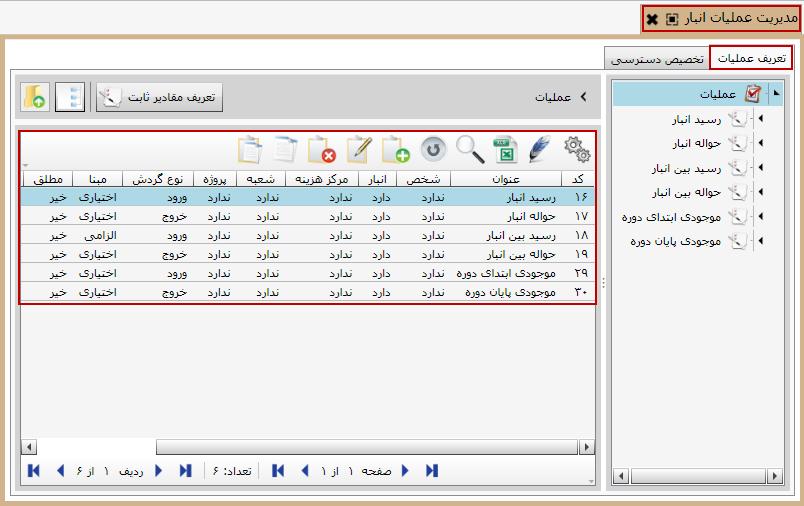 مدیریت عملیات انبار
تعریف عملیات
تخصیص دسترسی
عملیات
رسید انبار
حواله انبار
رسید بین انبار
حواله بین انبار
موجودی ابتدای دوره
موجودی پایان دوره
عملیات
تعریف مقادیر ثابت
کد عنوان شخص انبار مرکز هزینه شعبه پروژه نوع گردش مبنا مطلق
۱۶ رسید انبار ندارد دارد ندارد ندارد ندارد ورود اختیاری خیر
۱۷ حواله انبار ندارد دارد ندارد ندارد ندارد خروج اختیاری خیر
۱۸ رسید بین انبار ندارد دارد ندارد ندارد ندارد ورود الزامی خیر
۱۹ حواله بین انبار ندارد دارد ندارد ندارد ندارد خروج اختیاری خیر
۲۹ موجودی ابتدای دوره ندارد دارد ندارد ندارد ندارد ورود اختیاری خیر
۳۰ موجودی پایان دوره ندارد دارد ندارد ندارد ندارد خروج اختیاری خیر
صفحه ۱ از ۱ تعداد: ۶ ردیف ۱ از ۶